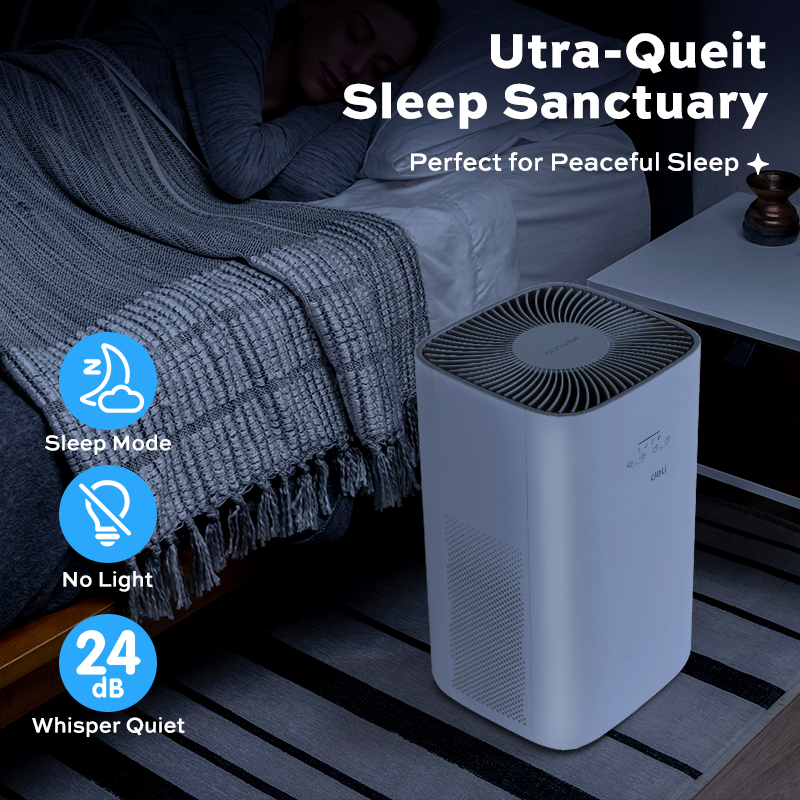 Utra-Queit
Sleep Sanctuary
Perfect for Peaceful Sleep
Sleep Mode
No Light
24
dB
Whisper Quiet
deli